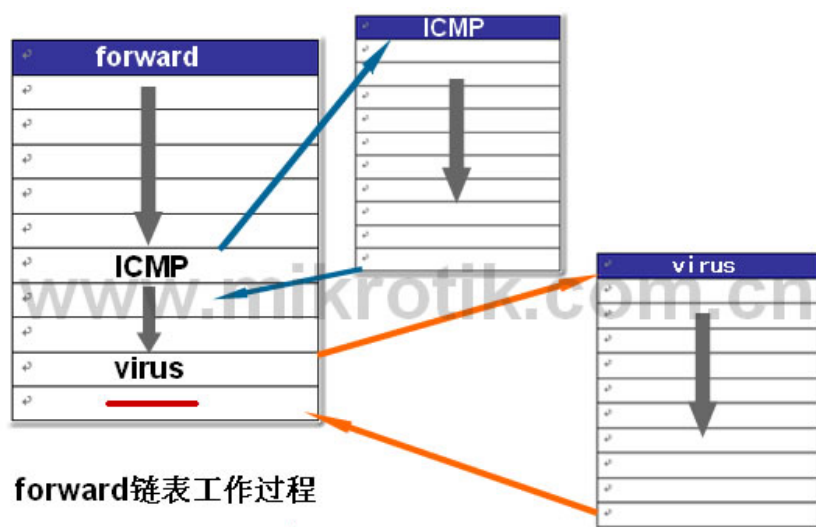 forward
ICMP
virus
ICMP
virus
www.mikrotik.com.cn
forward链表工作过程